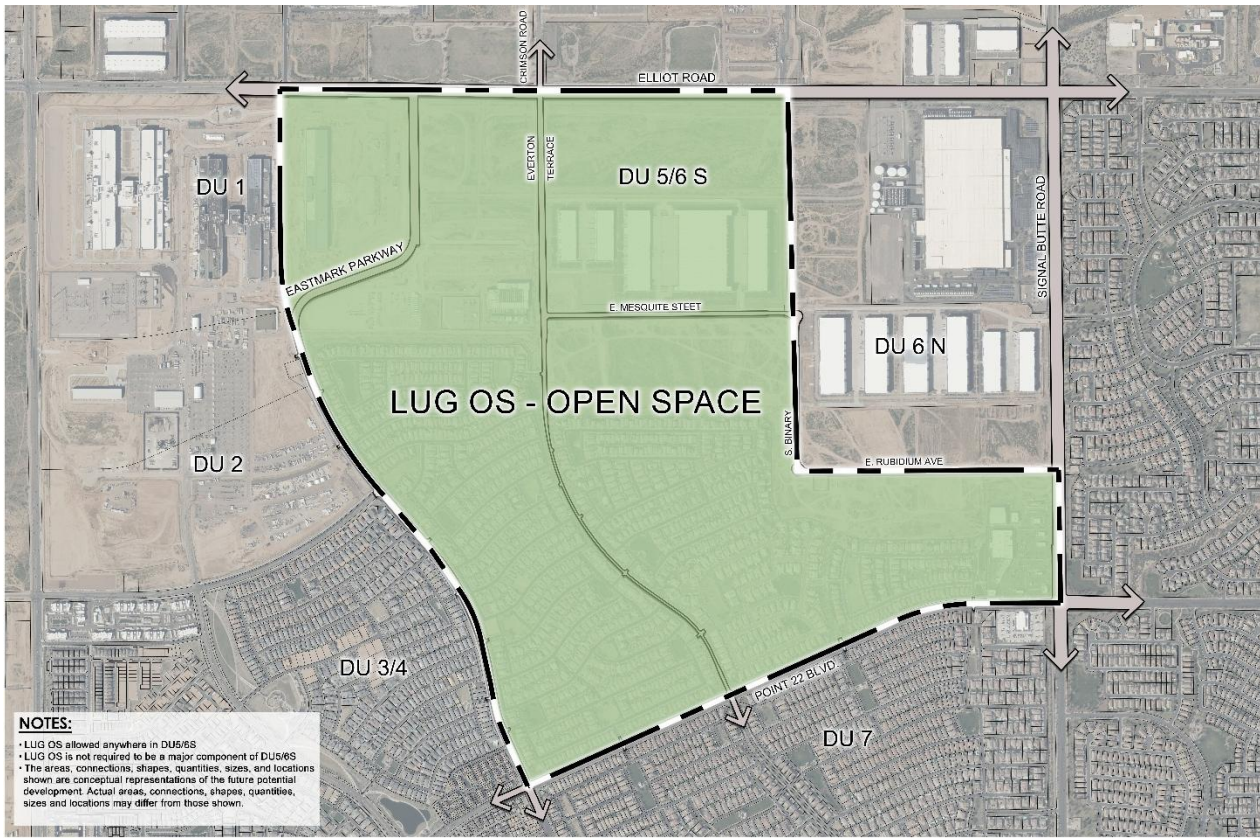 CRIMSON ROAD
ELLIOT ROAD
EVERTON
TERRACE
DU 1
DU 5/6 S
SIGNAL BUTTE ROAD
EASTMARK PARKWAY
E. MESQUITE STEET
DU 6 N
LUG OS - OPEN SPACE
S. BINARY
DU 2
E. RUBIDIUM AVE
DU 3/4
POINT 22 BLVD.
DU 7
NOTES:
• LUG OS allowed anywhere in DU5/6S
• LUG OS is not required to be a major component of DU5/6S
• The areas, connections, shapes, quantities, sizes, and locations
shown are conceptual representations of the future potential
development. Actual areas, connections, shapes, quantities,
sizes and locations may differ from those shown.